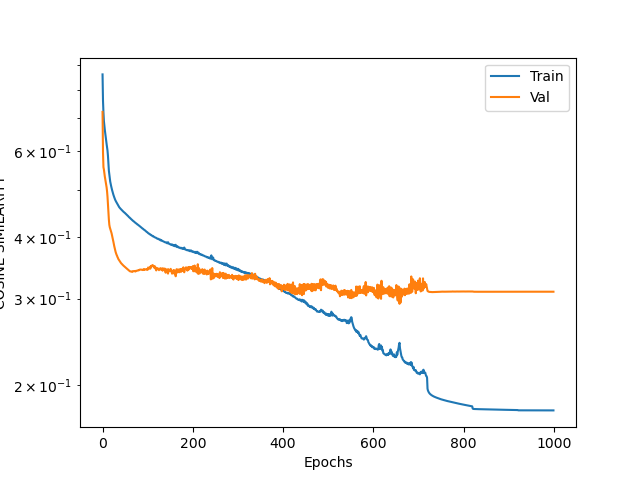 Train
Val
6 × 10⁻¹
4 × 10⁻¹
3 × 10⁻¹
2 × 10⁻¹
0 200 400 600 800 1000
Epochs
COSINE SIMILARITY